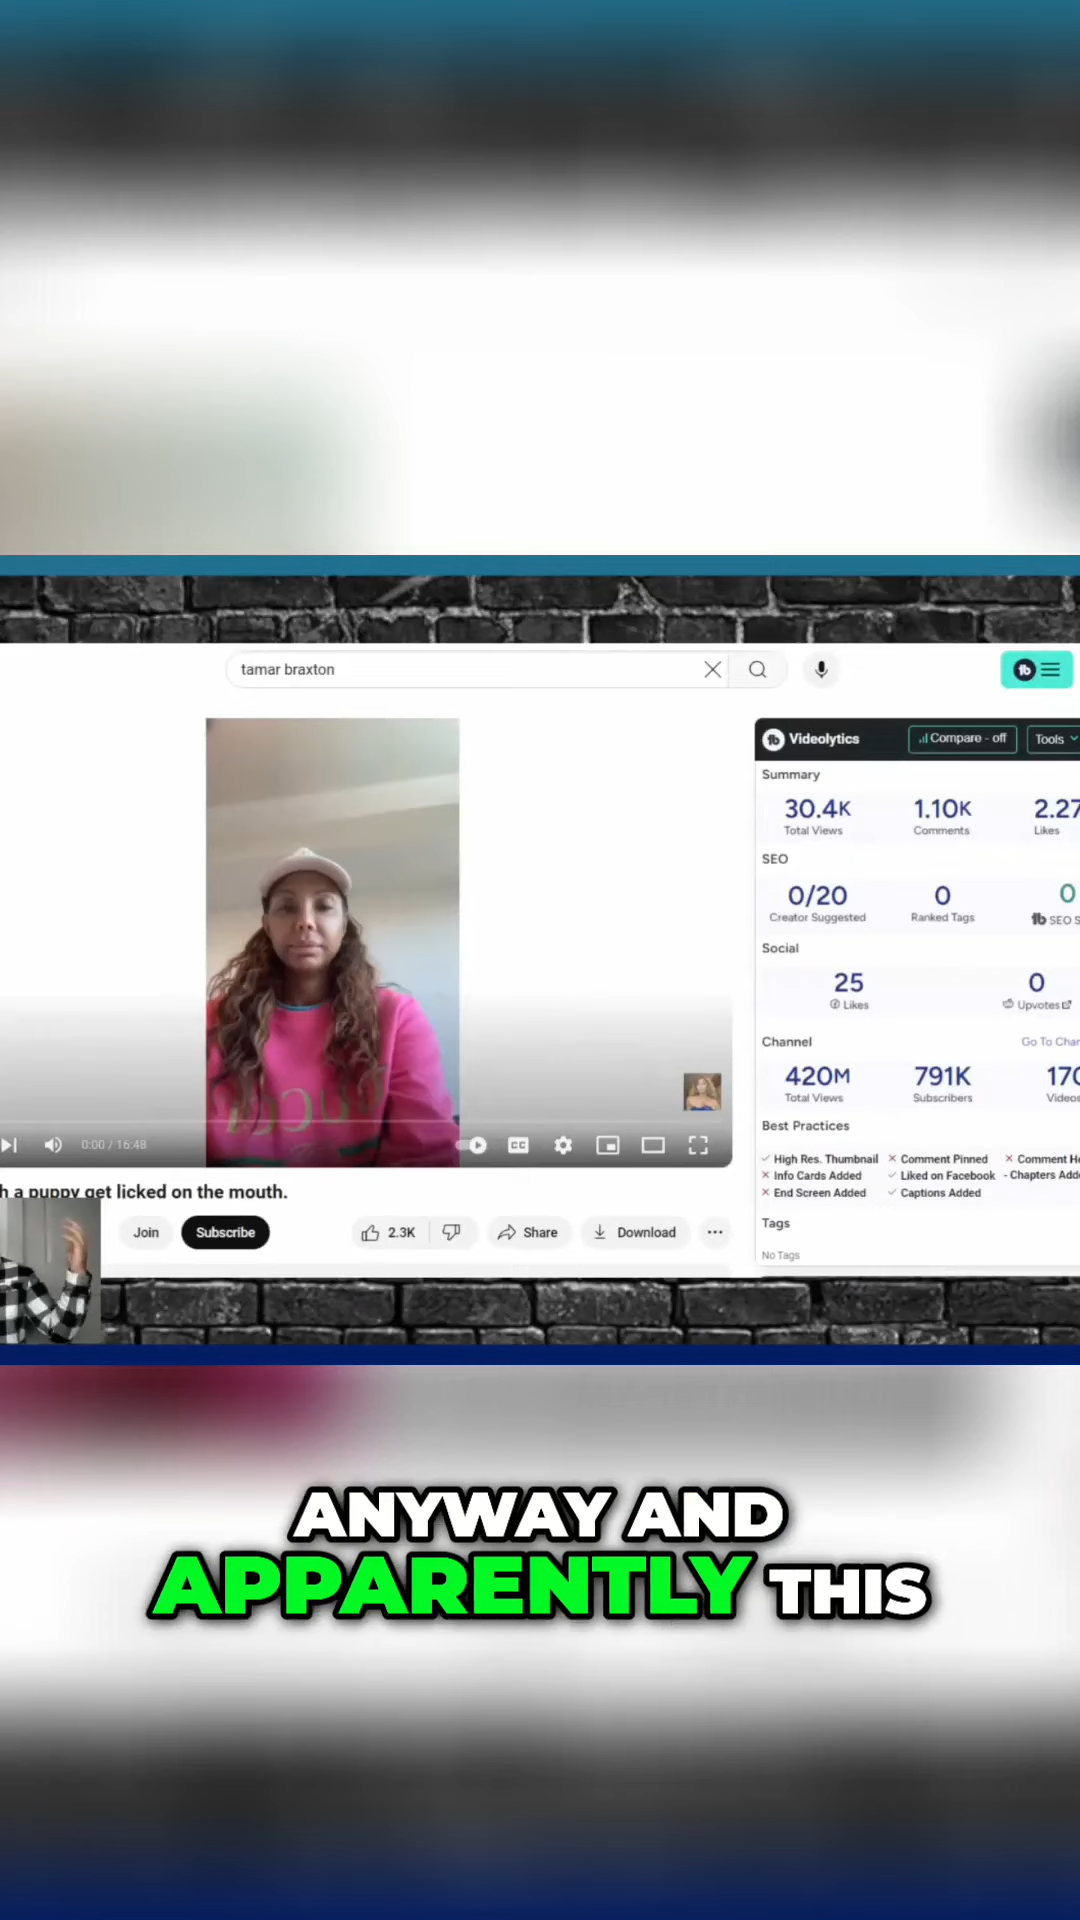 tamar braxton
Videolytics
Compare - off
Tools
Summary
30.4K
1.10K
2.27
Total Views
Comments
Likes
SEO
0/20
0
0
Creator Suggested
Ranked Tags
SEO S
Social
25
0
Likes
Upvotes
Channel
Go To Chan
420M
791K
170
Total Views
Subscribers
Videos
Best Practices
High Res. Thumbnail
Comment Pinned
Comment He
Info Cards Added
Liked on Facebook
- Chapters Adde
End Screen Added
Captions Added
Tags
No Tags
0:00 / 16:48
CC
h a puppy get licked on the mouth.
Join
Subscribe
2.3K
Share
Download
ANYWAY AND
APPARENTLY THIS